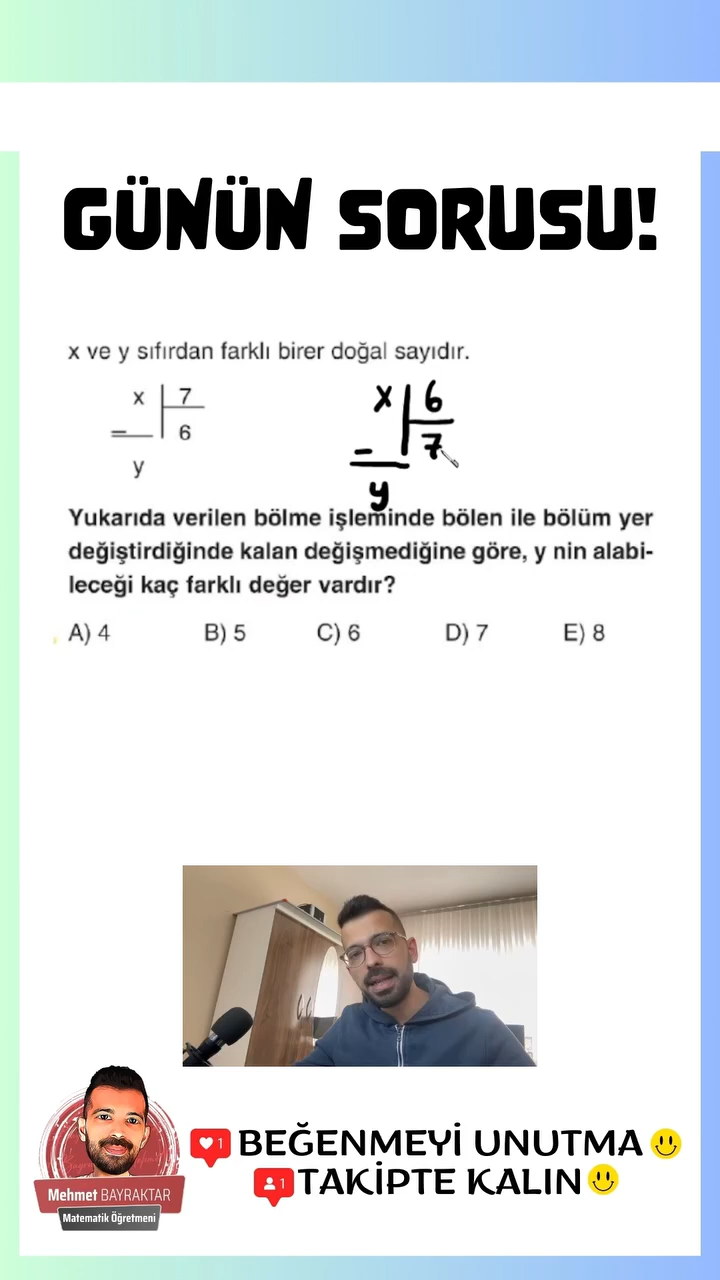 GÜNÜN SORUSU!
x ve y sıfırdan farklı birer doğal sayıdır.
x 7
6
y
x 6
- 7
y
Yukarıda verilen bölme işleminde bölen ile bölüm yer
değiştirdiğinde kalan değişmediğine göre, y nin alabi-
leceği kaç farklı değer vardır?
A) 4 B) 5 C) 6 D) 7 E) 8
1 BEĞENMEYİ UNUTMA
1 TAKİPTE KALIN
Mehmet BAYRAKTAR
Matematik Öğretmeni